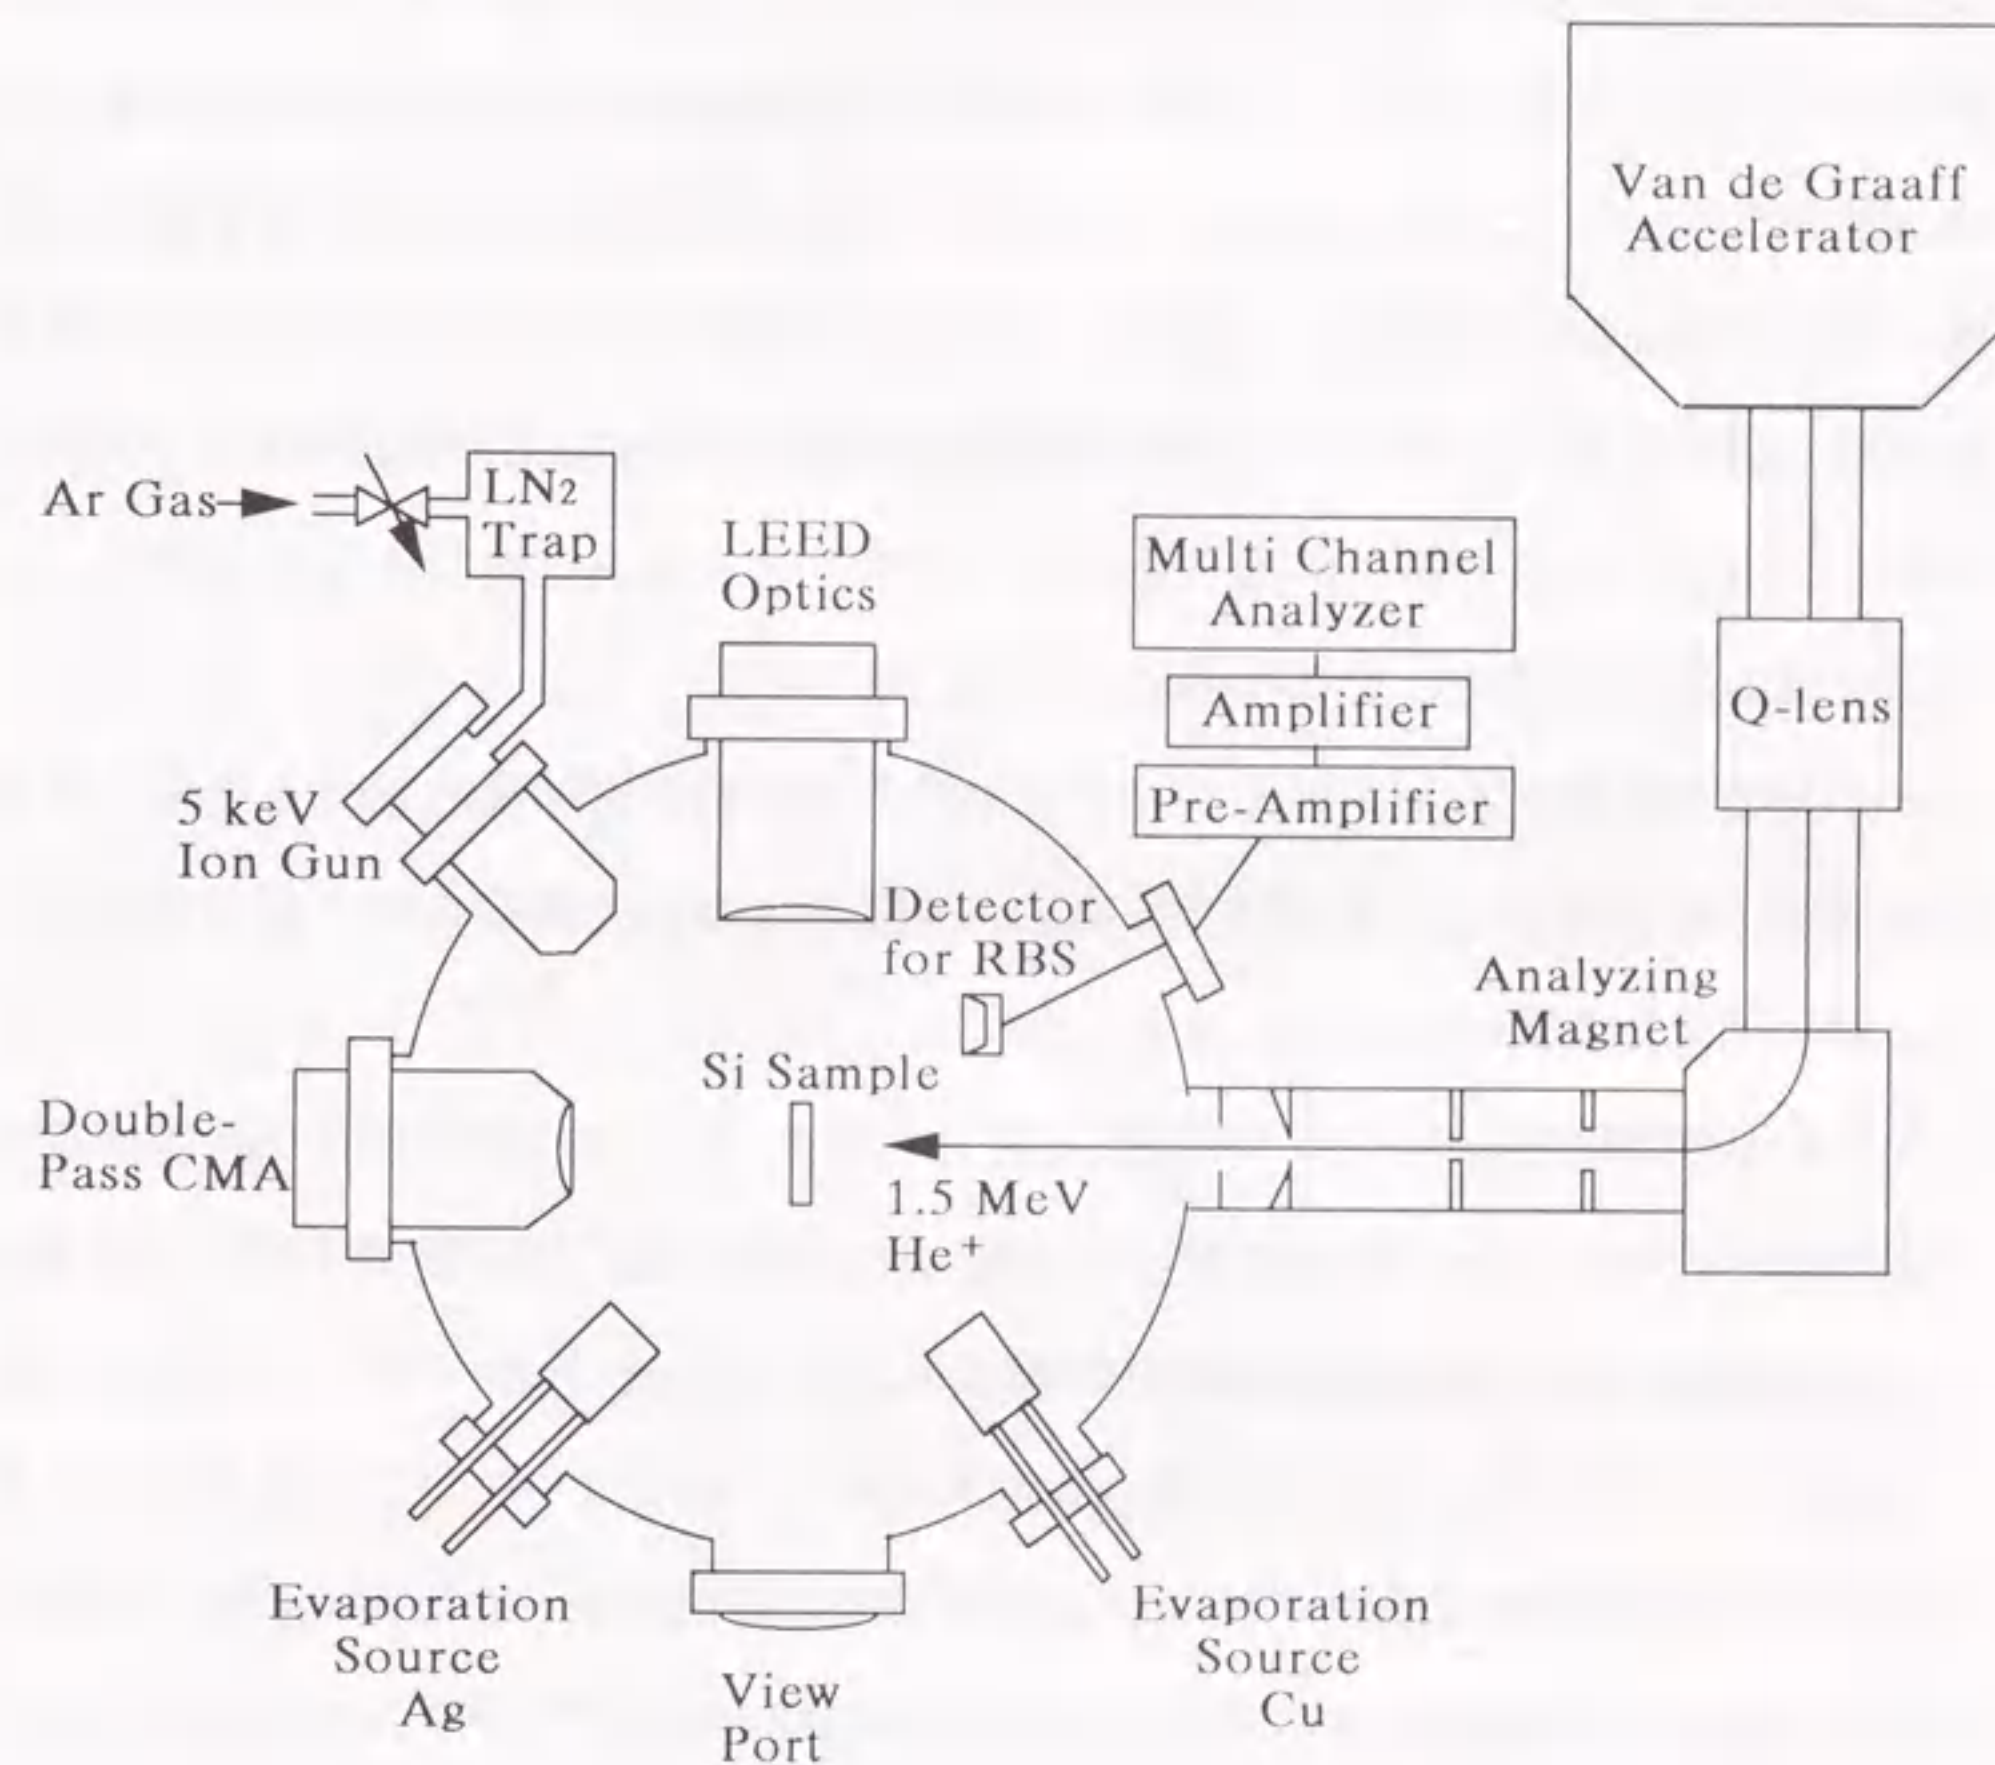 Van de Graaff
Accelerator
Ar Gas
LN2
Trap
LEED
Optics
Multi Channel
Analyzer
Amplifier
Q-lens
Pre-Amplifier
5 keV
Ion Gun
Detector
for RBS
Analyzing
Magnet
Si Sample
Double-
Pass CMA
1.5 MeV
He+
Evaporation
Source
Ag
View
Port
Evaporation
Source
Cu